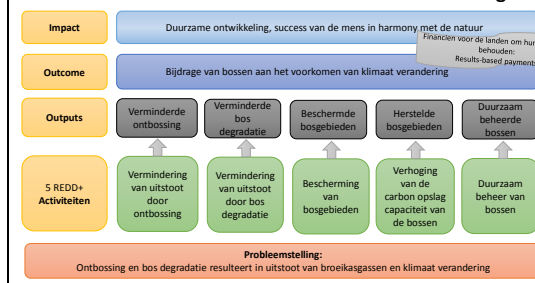 Impact
Duurzame ontwikkeling, success van de mens in harmony met de natuur
Financien voor de landen om hun
behouden:
Results-based payments
Outcome
Bijdrage van bossen aan het voorkomen van klimaat verandering
Outputs
Verminderde
ontbossing
Verminderde
bos
degradatie
Beschermde
bosgebieden
Herstelde
bosgebieden
Duurzaam
beheerde
bossen
5 REDD+
Activiteiten
Vermindering
van uitstoot
door
ontbossing
Vermindering
van uitstoot
door bos
degradatie
Bescherming
van
bosgebieden
Verhoging
van de
carbon opslag
capaciteit van
de bossen
Duurzaam
beheer van
bossen
Probleemstelling:
Ontbossing en bos degradatie resulteert in uitstoot van broeikasgassen en klimaat verandering